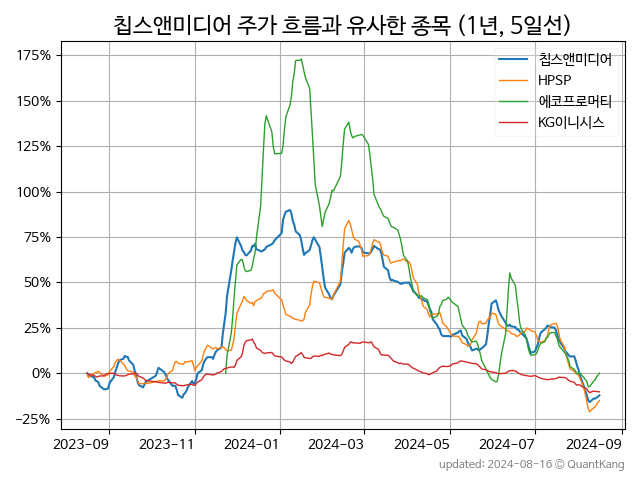 칩스앤미디어 주가 흐름과 유사한 종목 (1년, 5일선)
175%
150%
125%
100%
75%
50%
25%
0%
−25%
칩스앤미디어
HPSP
에코프로머티
KG이니시스
2023-09
2023-11
2024-01
2024-03
2024-05
2024-07
2024-09
updated: 2024-08-16 © QuantKang